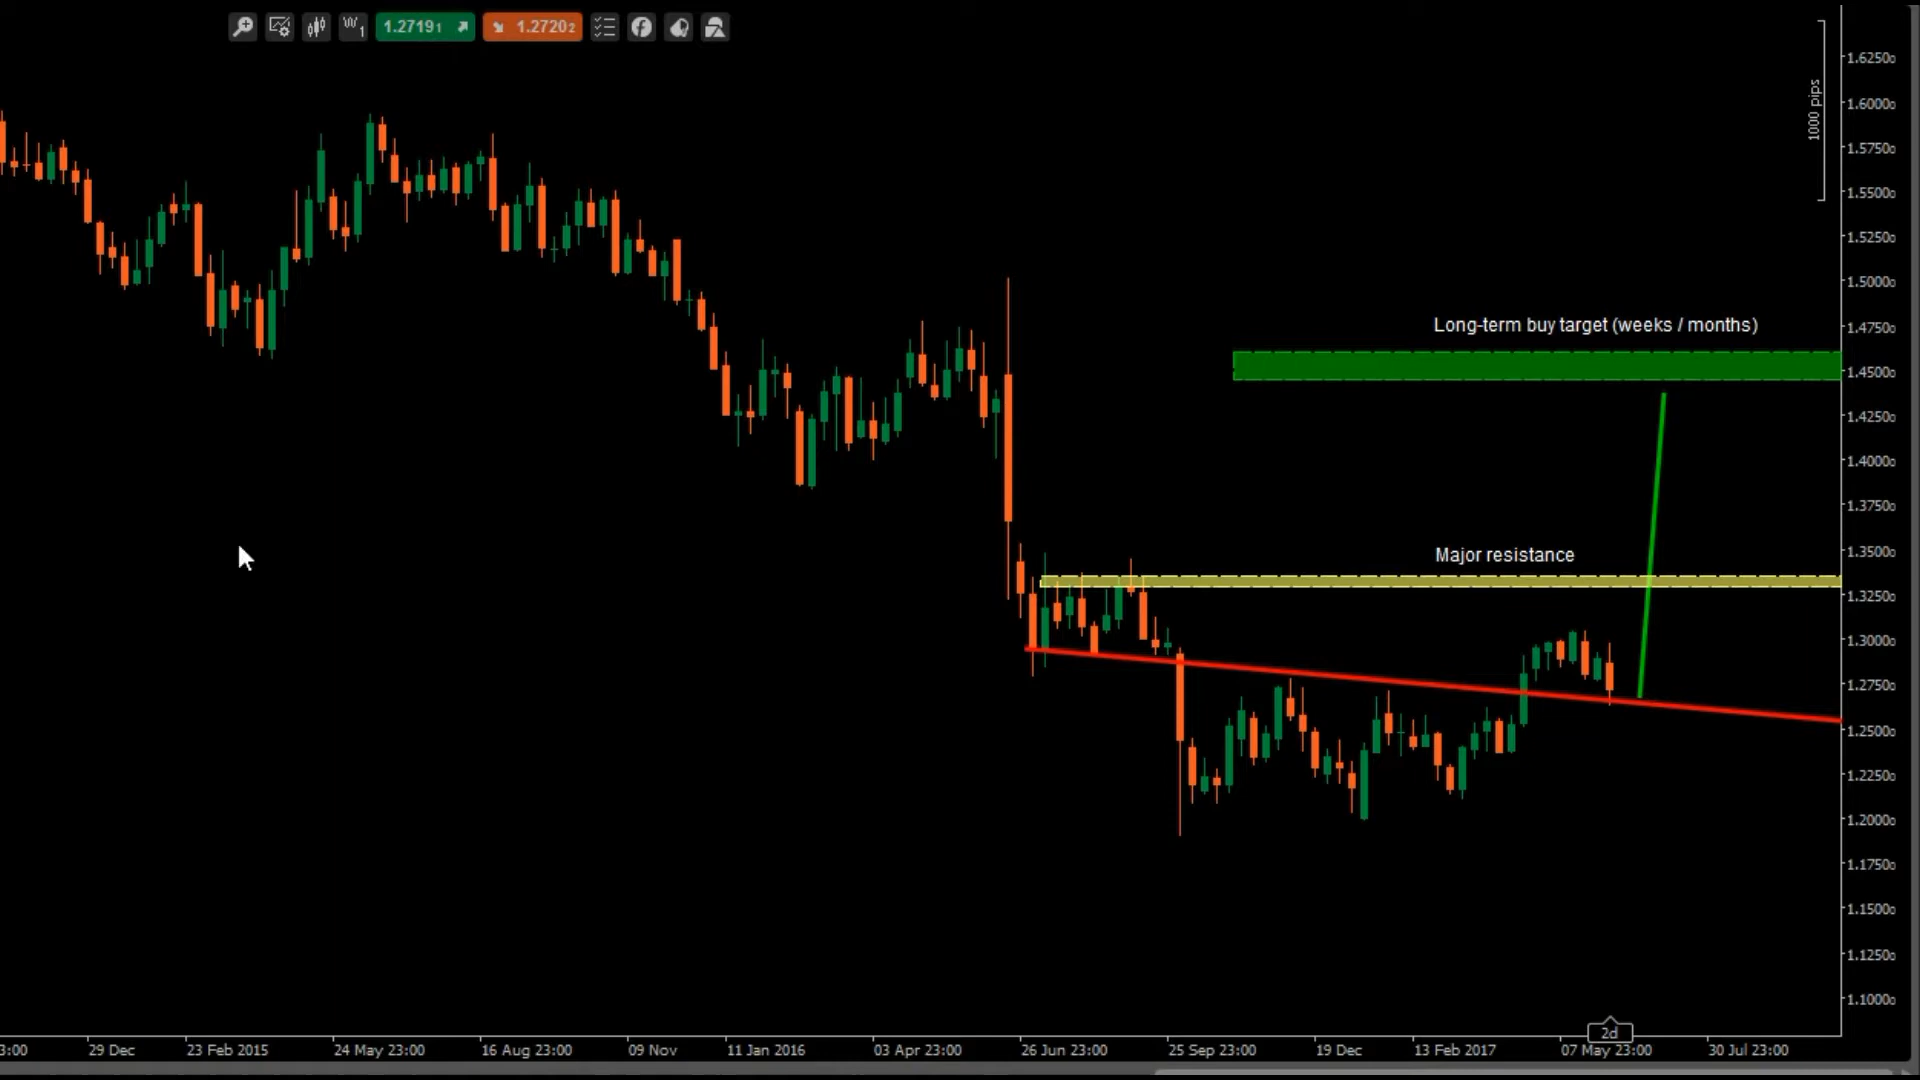 W1
1.27191
1.27202
1000 pips
1.62500
1.60000
1.57500
1.55000
1.52500
1.50000
1.47500
1.45000
1.42500
1.40000
1.37500
1.35000
1.32500
1.30000
1.27500
1.25000
1.22500
1.20000
1.17500
1.15000
1.12500
1.10000
Long-term buy target (weeks / months)
Major resistance
2d
3:00
29 Dec
23 Feb 2015
24 May 23:00
16 Aug 23:00
09 Nov
11 Jan 2016
03 Apr 23:00
26 Jun 23:00
25 Sep 23:00
19 Dec
13 Feb 2017
07 May 23:00
30 Jul 23:00